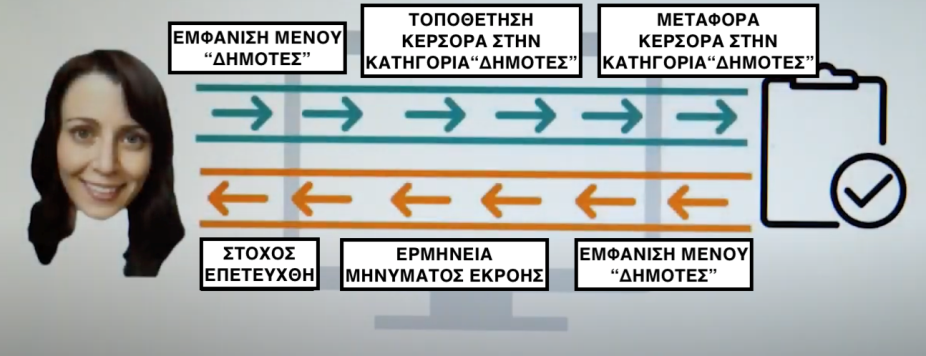 ΕΜΦΑΝΙΣΗ ΜΕΝΟΥ
“ΔΗΜΟΤΕΣ”
ΤΟΠΟΘΕΤΗΣΗ
ΚΕΡΣΟΡΑ ΣΤΗΝ
ΚΑΤΗΓΟΡΙΑ“ΔΗΜΟΤΕΣ”
ΜΕΤΑΦΟΡΑ
ΚΕΡΣΟΡΑ ΣΤΗΝ
ΚΑΤΗΓΟΡΙΑ“ΔΗΜΟΤΕΣ”
ΣΤΟΧΟΣ
ΕΠΕΤΕΥΧΘΗ
ΕΡΜΗΝΕΙΑ
ΜΗΝΥΜΑΤΟΣ ΕΚΡΟΗΣ
ΕΜΦΑΝΙΣΗ ΜΕΝΟΥ
“ΔΗΜΟΤΕΣ”